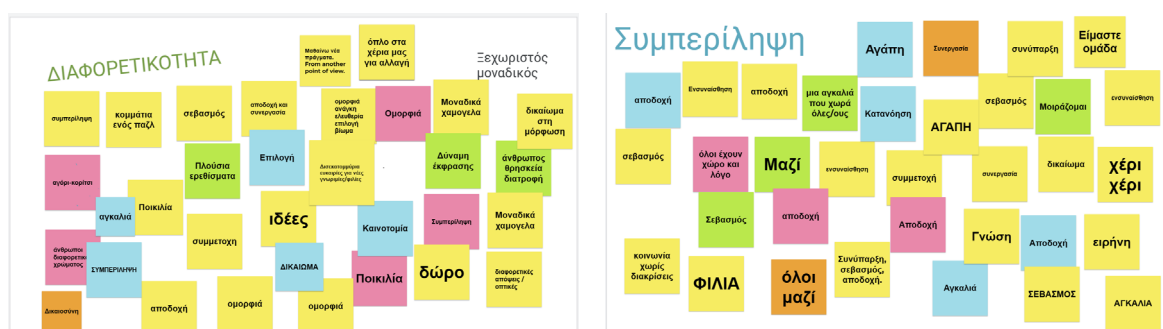 ΔΙΑΦΟΡΕΤΙΚΟΤΗΤΑ
Μαθαίνω νέα
πράγματα.
From another
point of view.
όπλο στα
χέρια μας
για αλλαγή
Ξεχωριστός
μοναδικός
συμπερίληψη
κομμάτια
ενός παζλ
σεβασμός
αποδοχή και
συνεργασία
ομορφιά
ανάγκη
ελευθερία
επιλογή
βίωμα
Ομορφιά
Μοναδικά
χαμογελα
δικαίωμα
στη
μόρφωση
αγόρι-κορίτσι
Πλούσια
ερεθίσματα
Επιλογή
ευκαιρίες για νέες
γνωριμίες/φιλίες
Δύναμη
έκφρασης
άνθρωπος
θρησκεία
διατροφή
αγκαλιά
Ποικιλία
συμμετοχη
ιδέες
Καινοτομία
Συμπερίληψη
Μοναδικά
χαμογελα
άνθρωποι
διαφορετικο
χρώματος
ΣΥΜΠΕΡΙΛΗΨΗ
ΔΙΚΑΙΩΜΑ
Ποικιλία
δώρο
διαφορετικές
απόψεις /
οπτικές
Δικαιοσύνη
αποδοχή
ομορφιά
ομορφιά
Συμπερίληψη
Αγάπη
Συνεργασία
συνύπαρξη
Είμαστε
ομάδα
αποδοχή
Ενσυναίσθηση
αποδοχή
μια αγκαλιά
που χωρά
όλες/ους
Κατανόηση
ΑΓΑΠΗ
σεβασμός
Μοιράζομαι
ενσυναίσθηση
σεβασμός
όλοι έχουν
χώρο και
λόγο
Μαζί
ενσυναίσθηση
συμμετοχή
συνεργασία
δικαίωμα
χέρι
χέρι
Σεβασμός
αποδοχή
Αποδοχή
Γνώση
Αποδοχή
ειρήνη
κοινωνία
χωρίς
διακρίσεις
ΦΙΛΙΑ
όλοι
μαζί
Συνύπαρξη,
σεβασμός,
αποδοχή.
Αγκαλιά
ΣΕΒΑΣΜΟΣ
ΑΓΚΑΛΙΑ